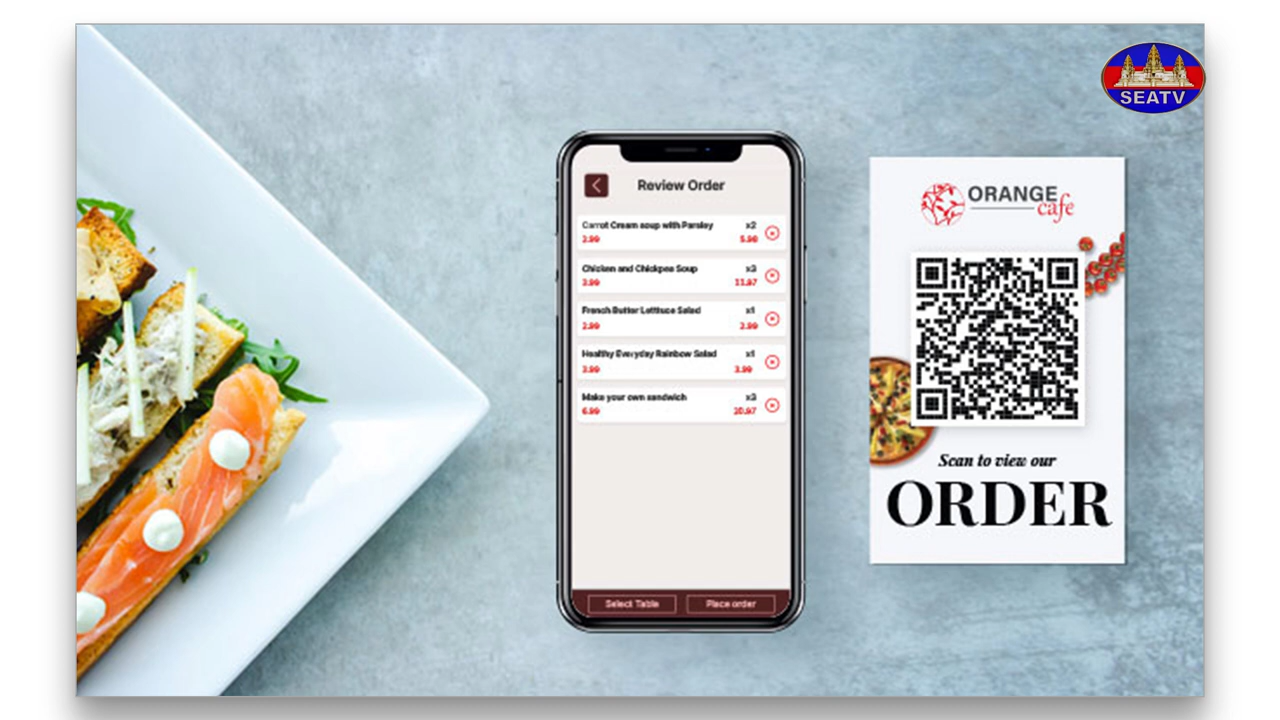 SEATV
Review Order
Carrot Cream soup with Parsley x2
2.99 5.98
Chicken and Chickpea Soup x3
3.99 11.97
French Butter Lettuce Salad x1
2.99 2.99
Healthy Everyday Rainbow Salad x1
3.99 3.99
Make your own sandwich x3
6.99 20.97
Select Table Place order
ORANGE
cafe
Scan to view our
ORDER